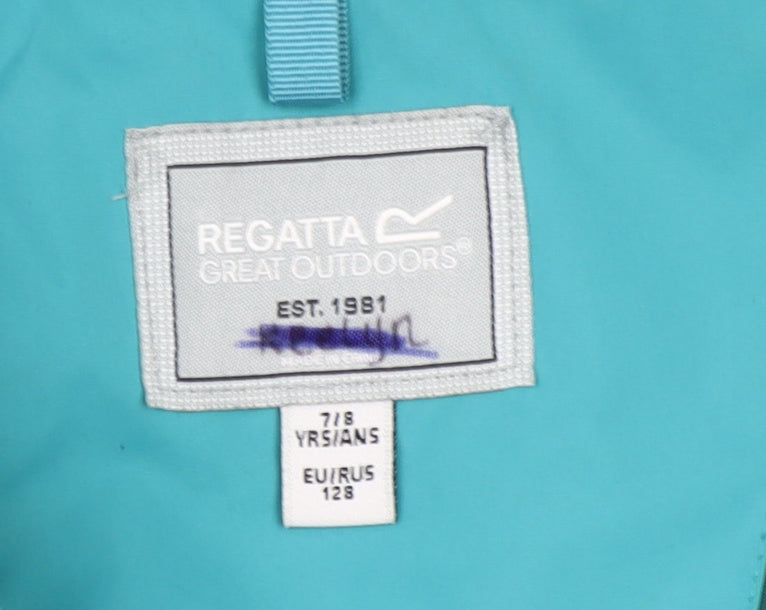 REGATTA
GREAT OUTDOORS®
EST. 1981
7/8
YRS/ANS
EU/RUS
128